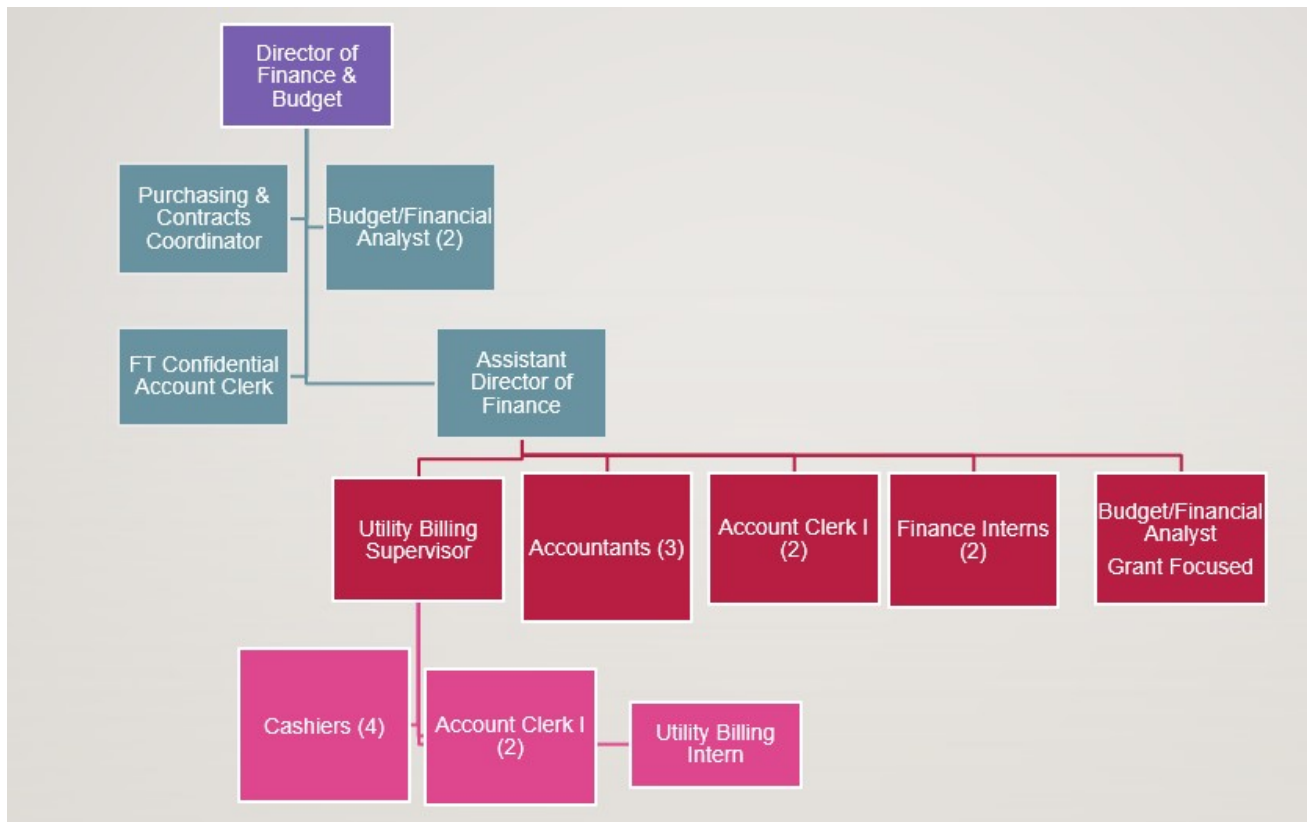 Director of
Finance &
Budget
Purchasing &
Contracts
Coordinator
Budget/Financial
Analyst (2)
FT Confidential
Account Clerk
Assistant
Director of
Finance
Utility Billing
Supervisor
Accountants (3)
Account Clerk I
(2)
Finance Interns
(2)
Budget/Financial
Analyst
Grant Focused
Cashiers (4)
Account Clerk I
(2)
Utility Billing
Intern